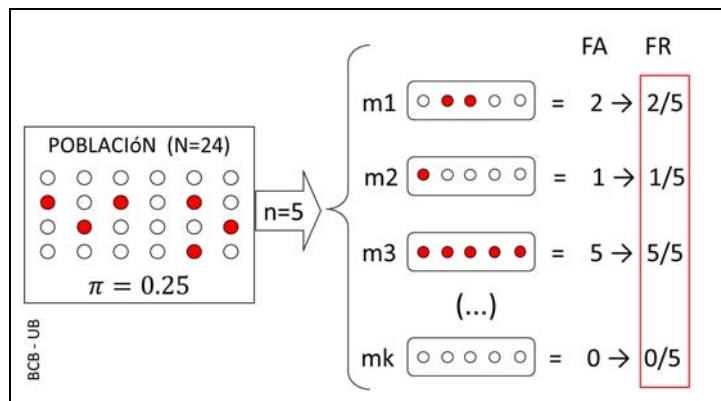 FA FR
POBLACIóN (N=24)
π = 0.25
n=5
m1 = 2 → 2/5
m2 = 1 → 1/5
m3 = 5 → 5/5
(...)
mk = 0 → 0/5
BCB - UB